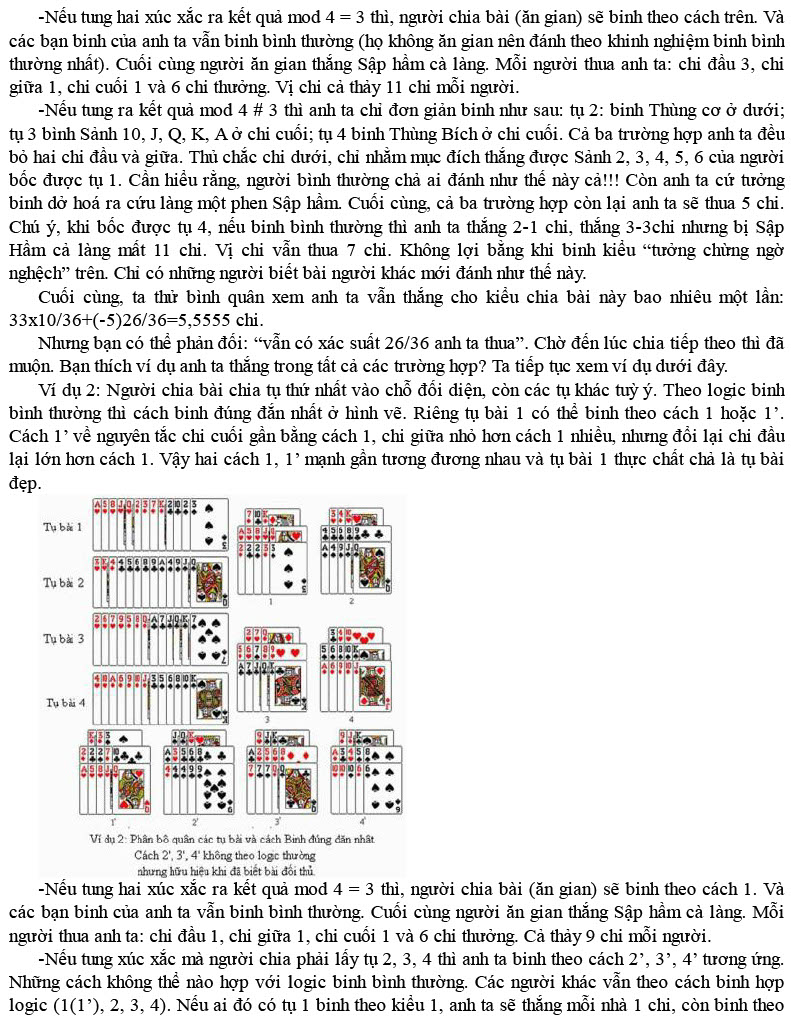 -Nếu tung hai xúc xắc ra kết quả mod 4 = 3 thì, người chia bài (ăn gian) sẽ binh theo cách trên. Và
các bạn binh của anh ta vẫn binh bình thường (họ không ăn gian nên đánh theo khinh nghiệm binh bình
thường nhất). Cuối cùng người ăn gian thắng Sập hầm cả làng. Mỗi người thua anh ta: chi đầu 3, chi
giữa 1, chi cuối 1 và 6 chi thưởng. Vị chi cả thảy 11 chi mỗi người.
-Nếu tung ra kết quả mod 4 # 3 thì anh ta chỉ đơn giản binh như sau: tụ 2: binh Thùng cơ ở dưới;
tụ 3 binh Sảnh 10, J, Q, K, A ở chi cuối; tụ 4 binh Thùng Bích ở chi cuối. Cả ba trường hợp anh ta đều
bỏ hai chi đầu và giữa. Thủ chắc chi dưới, chỉ nhằm mục đích thắng được Sảnh 2, 3, 4, 5, 6 của người
bốc được tụ 1. Cần hiểu rằng, người bình thường chả ai đánh như thế này cả!!! Còn anh ta cứ tưởng
binh dở hoá ra cứu làng một phen Sập hầm. Cuối cùng, cả ba trường hợp còn lại anh ta sẽ thua 5 chi.
Chú ý, khi bốc được tụ 4, nếu binh bình thường thì anh ta thắng 2-1 chi, thắng 3-3chi nhưng bị Sập
Hầm cả làng mất 11 chi. Vị chi vẫn thua 7 chi. Không lợi bằng khi binh kiểu “tưởng chừng ngờ
nghệch” trên. Chỉ có những người biết bài người khác mới đánh như thế này.
Cuối cùng, ta thử bình quân xem anh ta vẫn thắng cho kiểu chia bài này bao nhiêu một lần:
33x10/36+(-5)26/36=5,5555 chi.
Nhưng bạn có thể phản đối: “vẫn có xác suất 26/36 anh ta thua”. Chờ đến lúc chia tiếp theo thì đã
muộn. Bạn thích ví dụ anh ta thắng trong tất cả các trường hợp? Ta tiếp tục xem ví dụ dưới đây.
Ví dụ 2: Người chia bài chia tụ thứ nhất vào chỗ đối diện, còn các tụ khác tuỳ ý. Theo logic binh
bình thường thì cách binh đúng đắn nhất ở hình vẽ. Riêng tụ bài 1 có thể binh theo cách 1 hoặc 1’.
Cách 1’ về nguyên tắc chi cuối gần bằng cách 1, chi giữa nhỏ hơn cách 1 nhiều, nhưng đổi lại chi đầu
lại lớn hơn cách 1. Vậy hai cách 1, 1’ mạnh gần tương đương nhau và tụ bài 1 thực chất chả là tụ bài
đẹp.
Tụ bài 1
Tụ bài 2
Tụ bài 3
Tụ bài 4
1 2
3 4
1' 2' 3' 4'
Ví dụ 2: Phân bố quân các tụ bài và cách Binh đúng đắn nhất
Cách 2', 3', 4' không theo logic thường
nhưng hữu hiệu khi đã biết bài đối thủ.
-Nếu tung hai xúc xắc ra kết quả mod 4 = 3 thì, người chia bài (ăn gian) sẽ binh theo cách 1. Và
các bạn binh của anh ta vẫn binh bình thường. Cuối cùng người ăn gian thắng Sập hầm cả làng. Mỗi
người thua anh ta: chi đầu 1, chi giữa 1, chi cuối 1 và 6 chi thưởng. Cả thảy 9 chi mỗi người.
-Nếu tung xúc xắc mà người chia phải lấy tụ 2, 3, 4 thì anh ta binh theo cách 2’, 3’, 4’ tương ứng.
Những cách không thể nào hợp với logic binh bình thường. Các người khác vẫn theo cách binh hợp
logic (1(1’), 2, 3, 4). Nếu ai đó có tụ 1 binh theo kiểu 1, anh ta sẽ thắng mỗi nhà 1 chi, còn binh theo